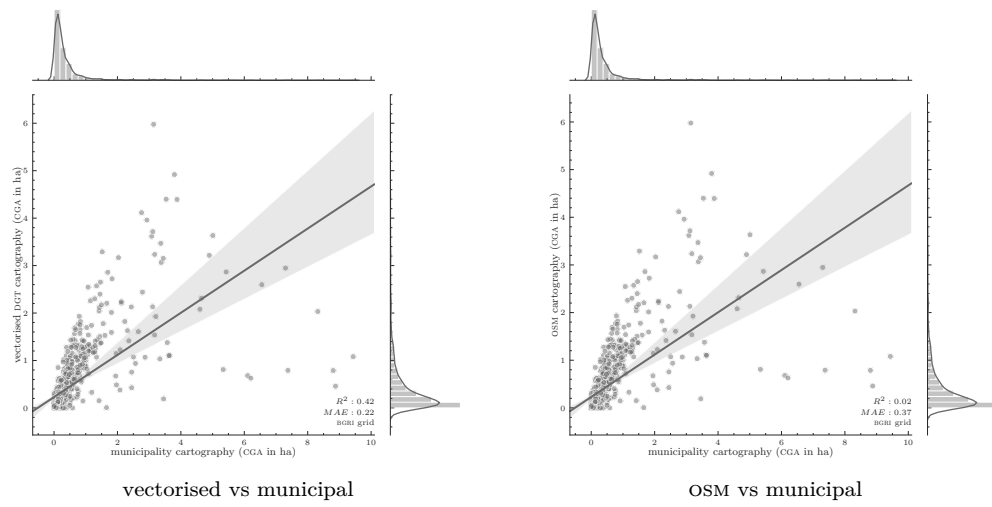 vectorised DGT cartography (CGA in ha)
6
5
4
3
2
1
0
R² : 0.42
MAE : 0.22
BGRI grid
0 2 4 6 8 10
municipality cartography (CGA in ha)
vectorised vs municipal
OSM cartography (CGA in ha)
6
5
4
3
2
1
0
R² : 0.02
MAE : 0.37
BGRI grid
0 2 4 6 8 10
municipality cartography (CGA in ha)
OSM vs municipal